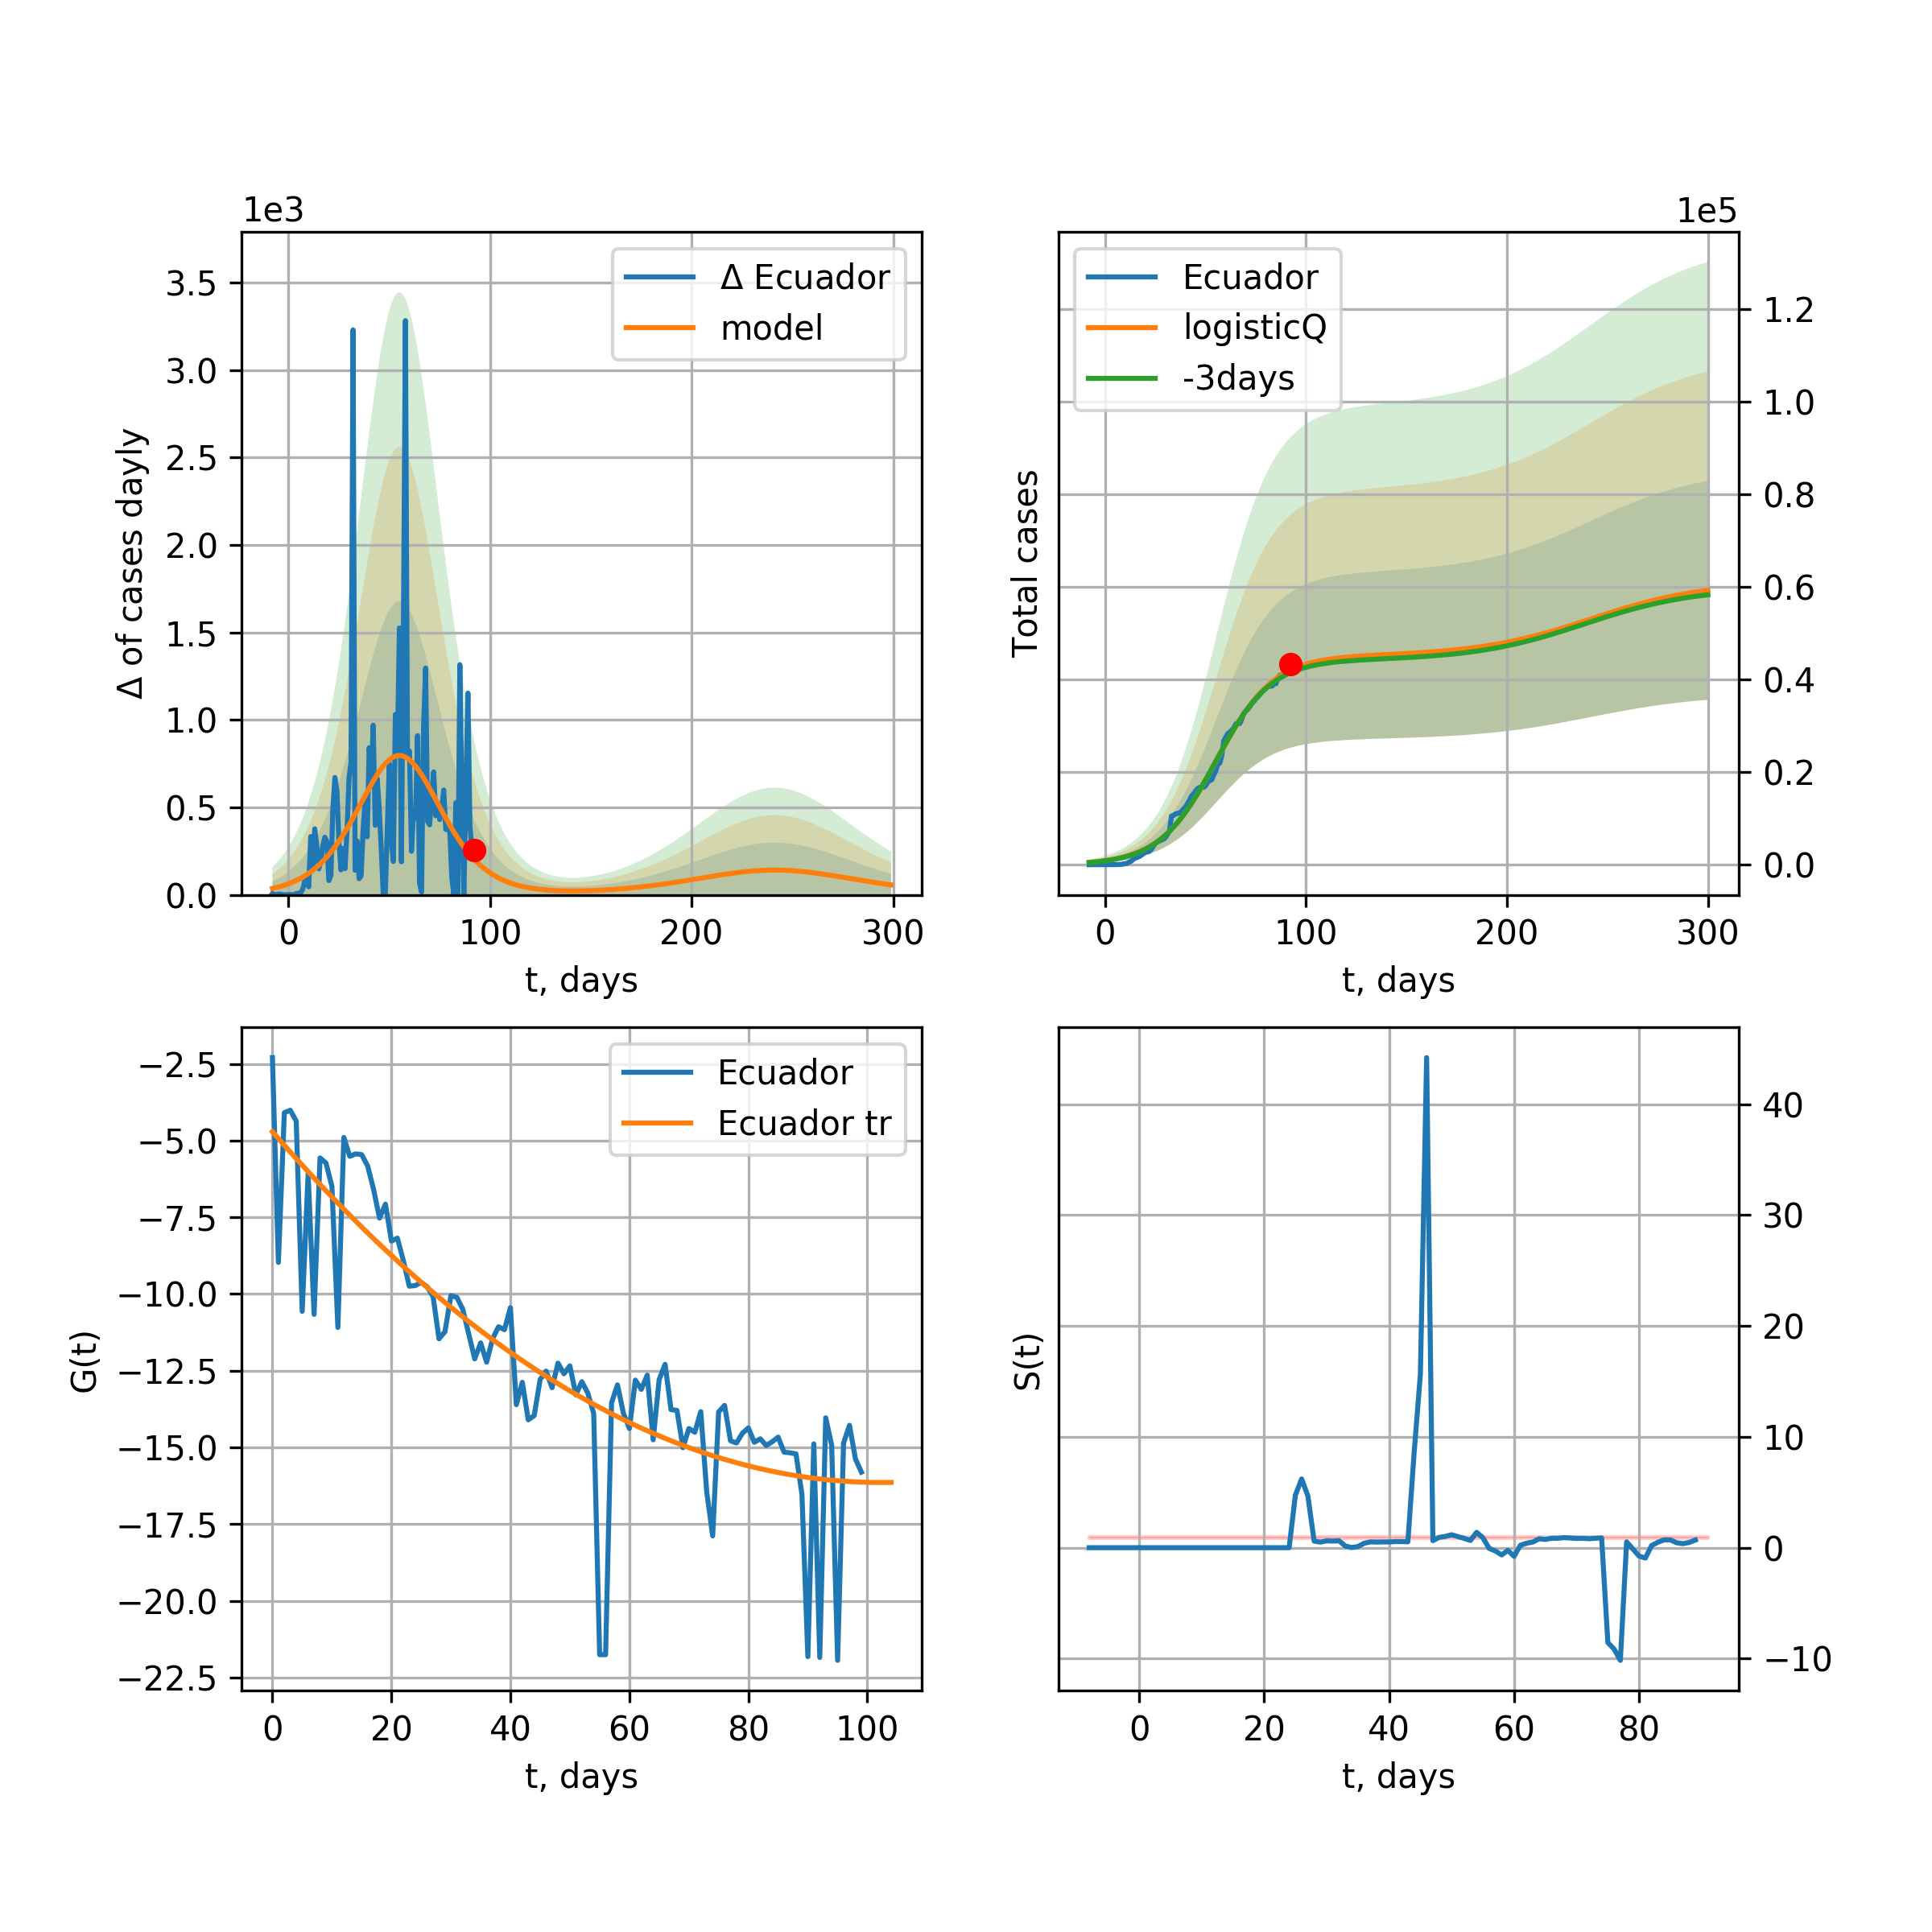 1e3
3.5
3.0
2.5
2.0
1.5
1.0
0.5
0.0
Δ of cases dayly
Δ Ecuador
model
0 100 200 300
t, days
1e5
1.2
1.0
0.8
0.6
0.4
0.2
0.0
Total cases
Ecuador
logisticQ
-3days
0 100 200 300
t, days
−2.5
−5.0
−7.5
−10.0
−12.5
−15.0
−17.5
−20.0
−22.5
G(t)
Ecuador
Ecuador tr
0 20 40 60 80 100
t, days
40
30
20
10
0
−10
S(t)
0 20 40 60 80
t, days